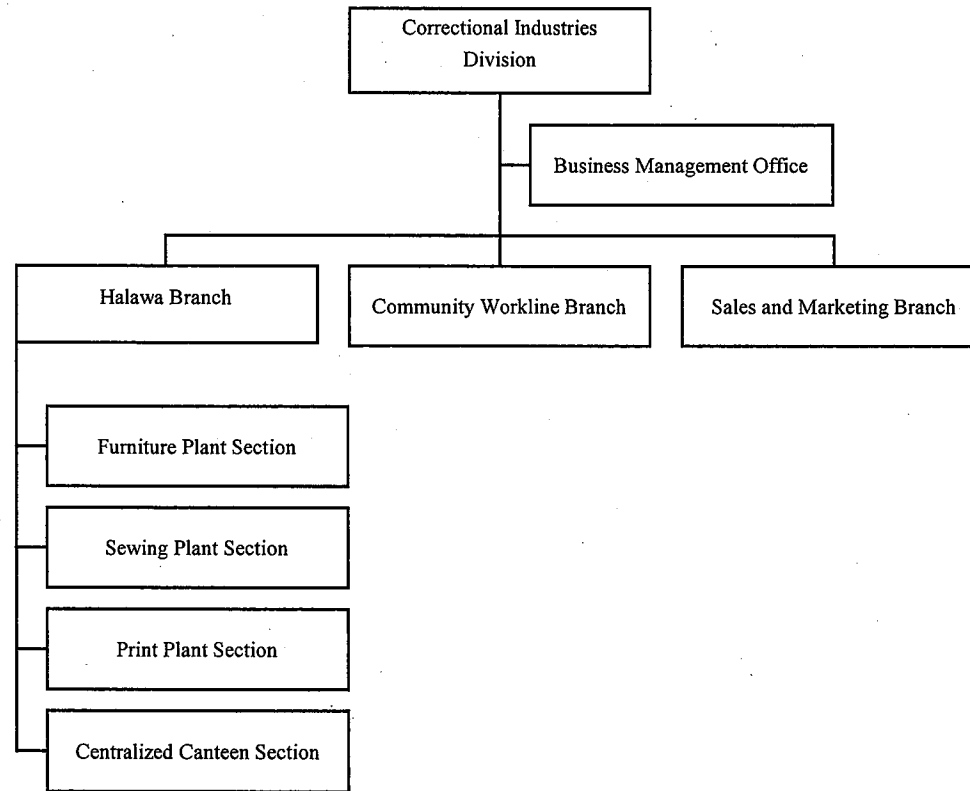 Correctional Industries
Division
Business Management Office
Halawa Branch
Community Workline Branch
Sales and Marketing Branch
Furniture Plant Section
Sewing Plant Section
Print Plant Section
Centralized Canteen Section